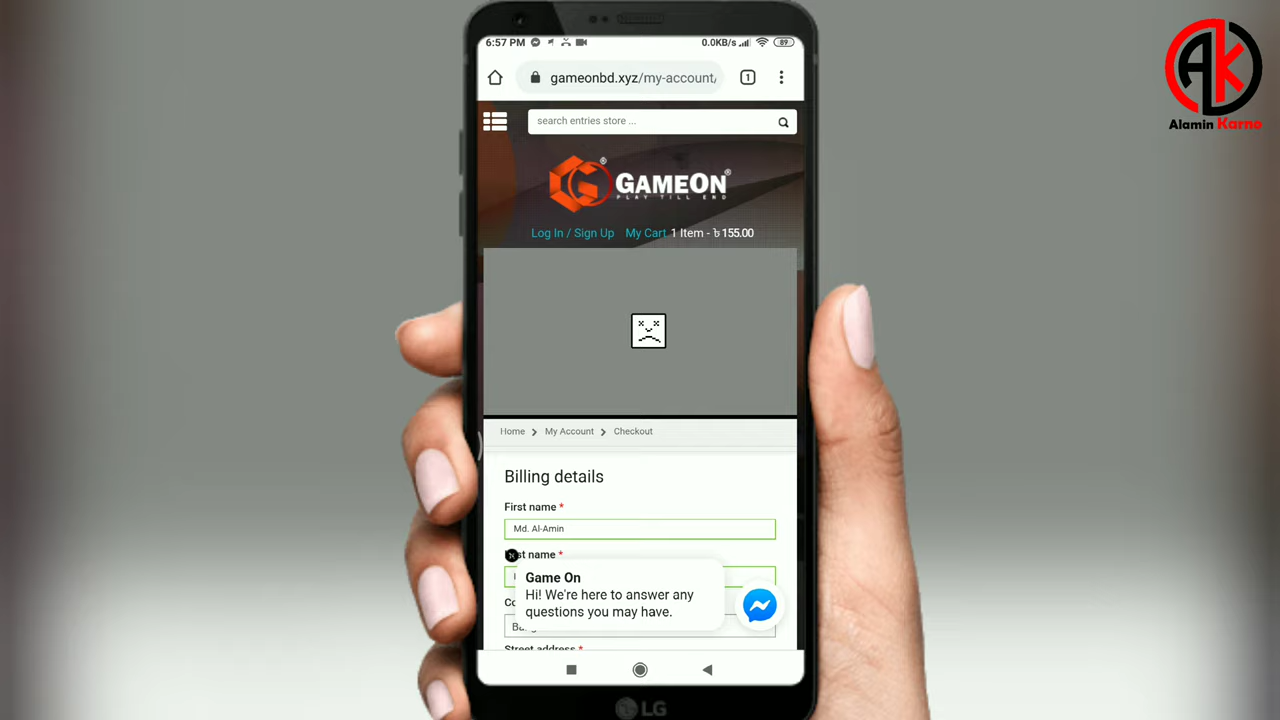 6:57 PM
0.0KB/s
89
gameonbd.xyz/my-account/
1
search entries store ...
GAMEON®
PLAY TILL END
Log In / Sign Up My Cart 1 Item - ৳ 155.00
Home My Account Checkout
Billing details
First name *
Md. Al-Amin
st name *
Game On
Hi! We're here to answer any
questions you may have.
Co
Street address *
LG
AK
Alamin Karno